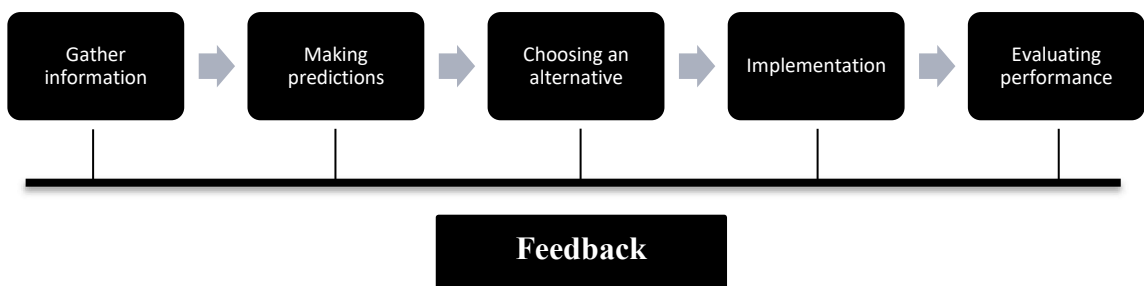 Gather
information
Making
predictions
Choosing an
alternative
Implementation
Evaluating
performance
Feedback